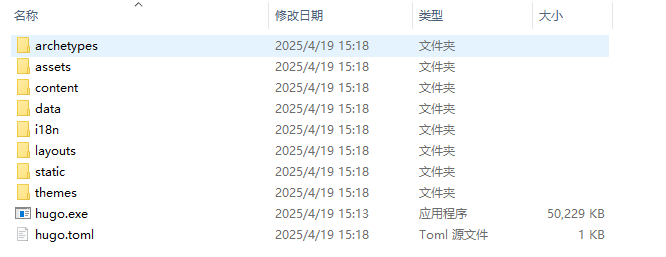 名称 修改日期 类型 大小
archetypes 2025/4/19 15:18 文件夹
assets 2025/4/19 15:18 文件夹
content 2025/4/19 15:18 文件夹
data 2025/4/19 15:18 文件夹
i18n 2025/4/19 15:18 文件夹
layouts 2025/4/19 15:18 文件夹
static 2025/4/19 15:18 文件夹
themes 2025/4/19 15:18 文件夹
hugo.exe 2025/4/19 15:13 应用程序 50,229 KB
hugo.toml 2025/4/19 15:18 Toml 源文件 1 KB